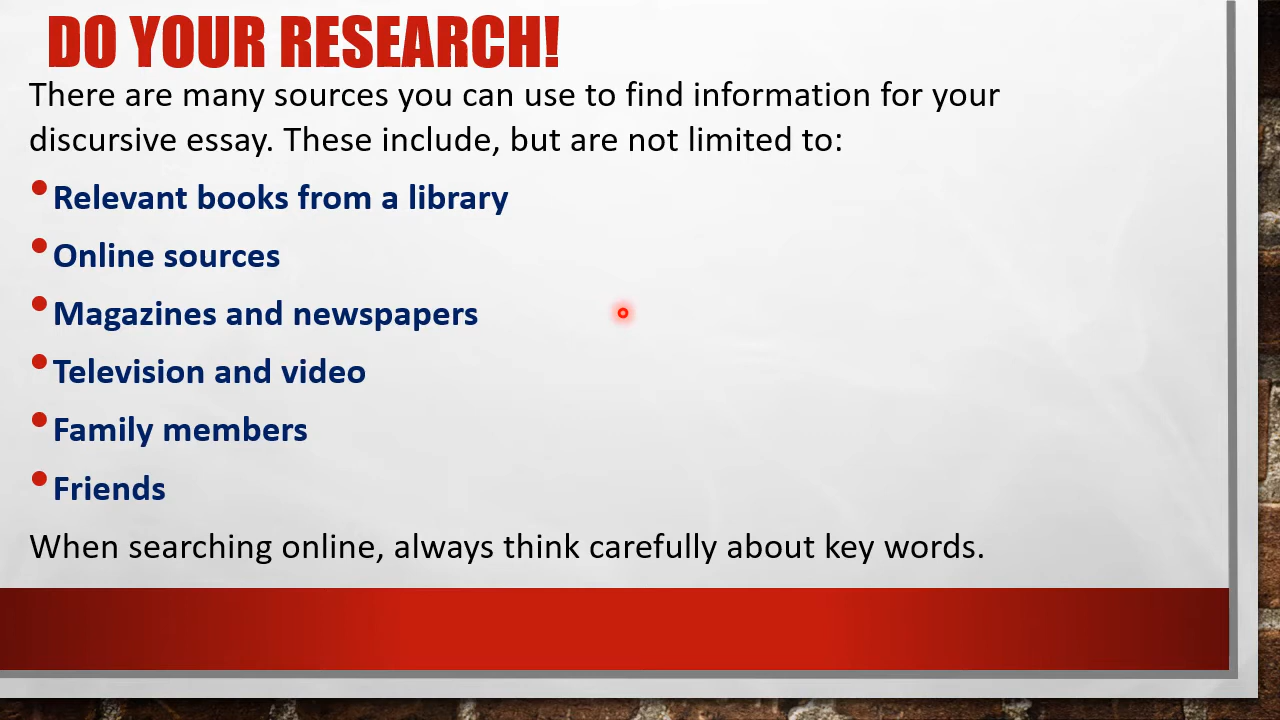 DO YOUR RESEARCH!
There are many sources you can use to find information for your
discursive essay. These include, but are not limited to:
• Relevant books from a library
• Online sources
• Magazines and newspapers
• Television and video
• Family members
• Friends
When searching online, always think carefully about key words.